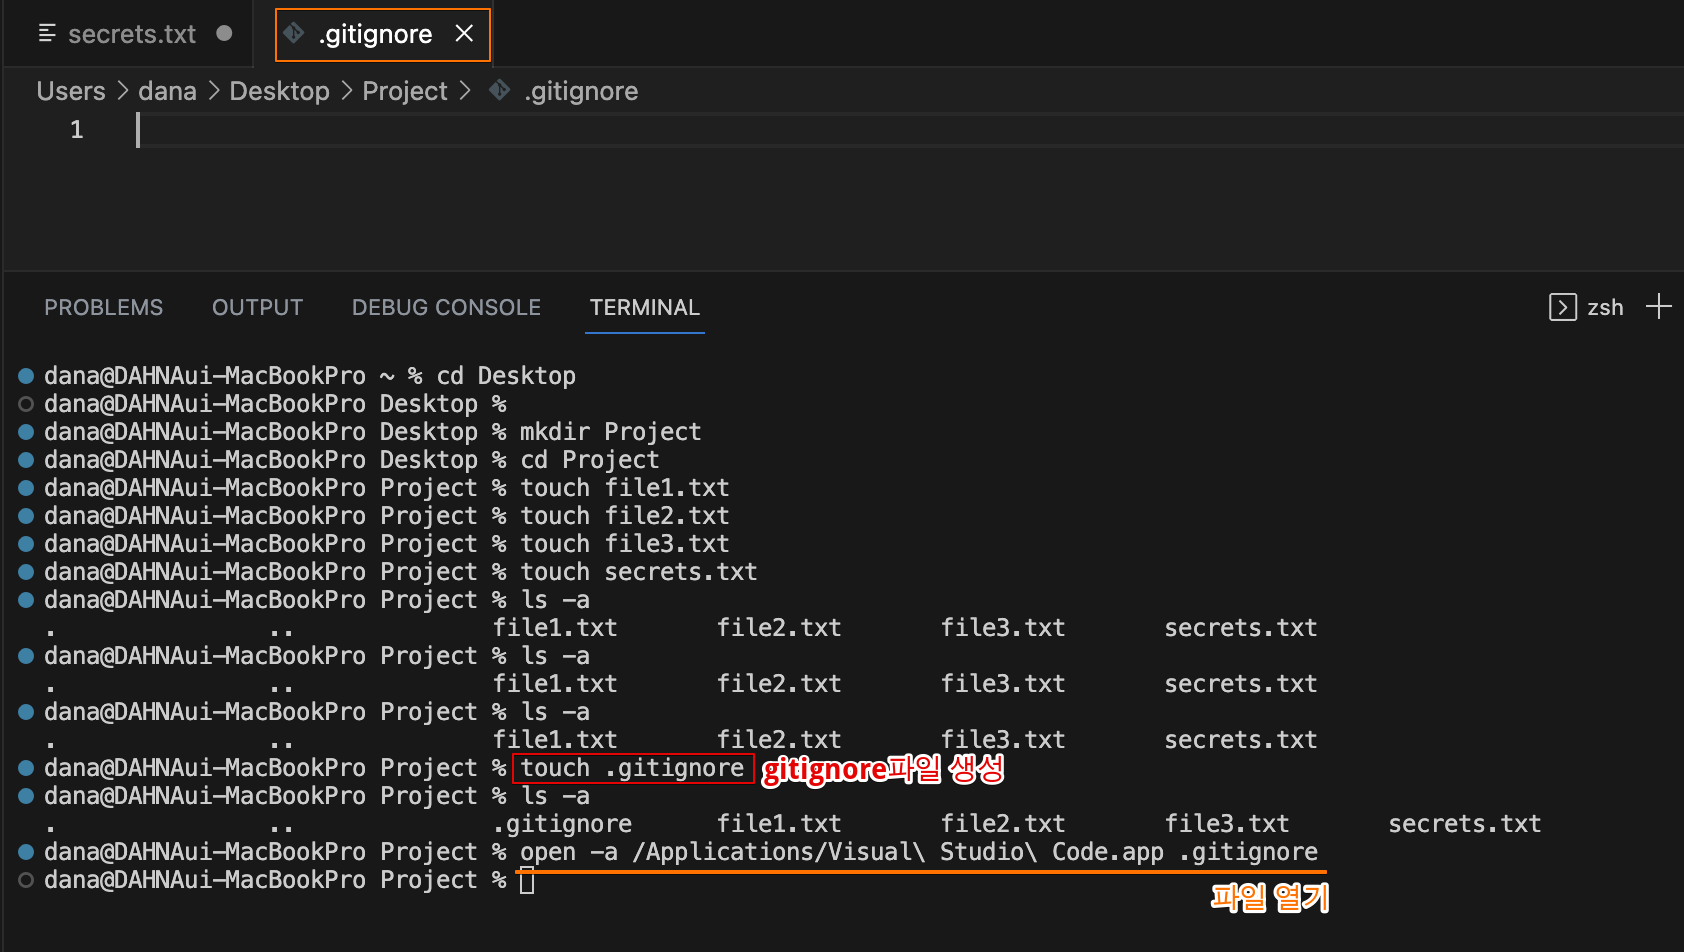 secrets.txt ● .gitignore ×
Users > dana > Desktop > Project > .gitignore
1
PROBLEMS OUTPUT DEBUG CONSOLE TERMINAL zsh +
dana@DAHNAui-MacBookPro ~ % cd Desktop
dana@DAHNAui-MacBookPro Desktop %
dana@DAHNAui-MacBookPro Desktop % mkdir Project
dana@DAHNAui-MacBookPro Desktop % cd Project
dana@DAHNAui-MacBookPro Project % touch file1.txt
dana@DAHNAui-MacBookPro Project % touch file2.txt
dana@DAHNAui-MacBookPro Project % touch file3.txt
dana@DAHNAui-MacBookPro Project % touch secrets.txt
dana@DAHNAui-MacBookPro Project % ls -a
. .. file1.txt file2.txt file3.txt secrets.txt
dana@DAHNAui-MacBookPro Project % ls -a
. .. file1.txt file2.txt file3.txt secrets.txt
dana@DAHNAui-MacBookPro Project % ls -a
. .. file1.txt file2.txt file3.txt secrets.txt
dana@DAHNAui-MacBookPro Project % touch .gitignore gitignore파일 생성
dana@DAHNAui-MacBookPro Project % ls -a
. .. .gitignore file1.txt file2.txt file3.txt secrets.txt
dana@DAHNAui-MacBookPro Project % open -a /Applications/Visual\ Studio\ Code.app .gitignore
dana@DAHNAui-MacBookPro Project %
파일 열기